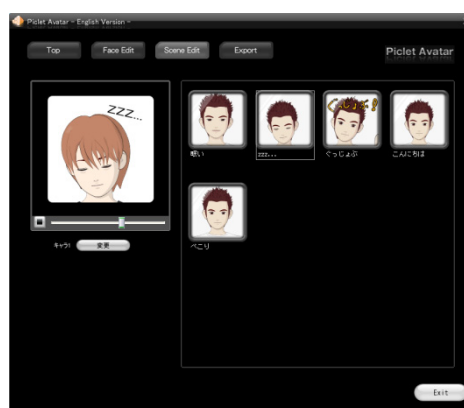 Piclet Avatar - English Version -
Top
Face Edit
Scene Edit
Export
Piclet Avatar
ZZZ...
キャラ:
変更
眠い
zzz...
ぐっじょぶ
こんにちは
ぺこり
Exit